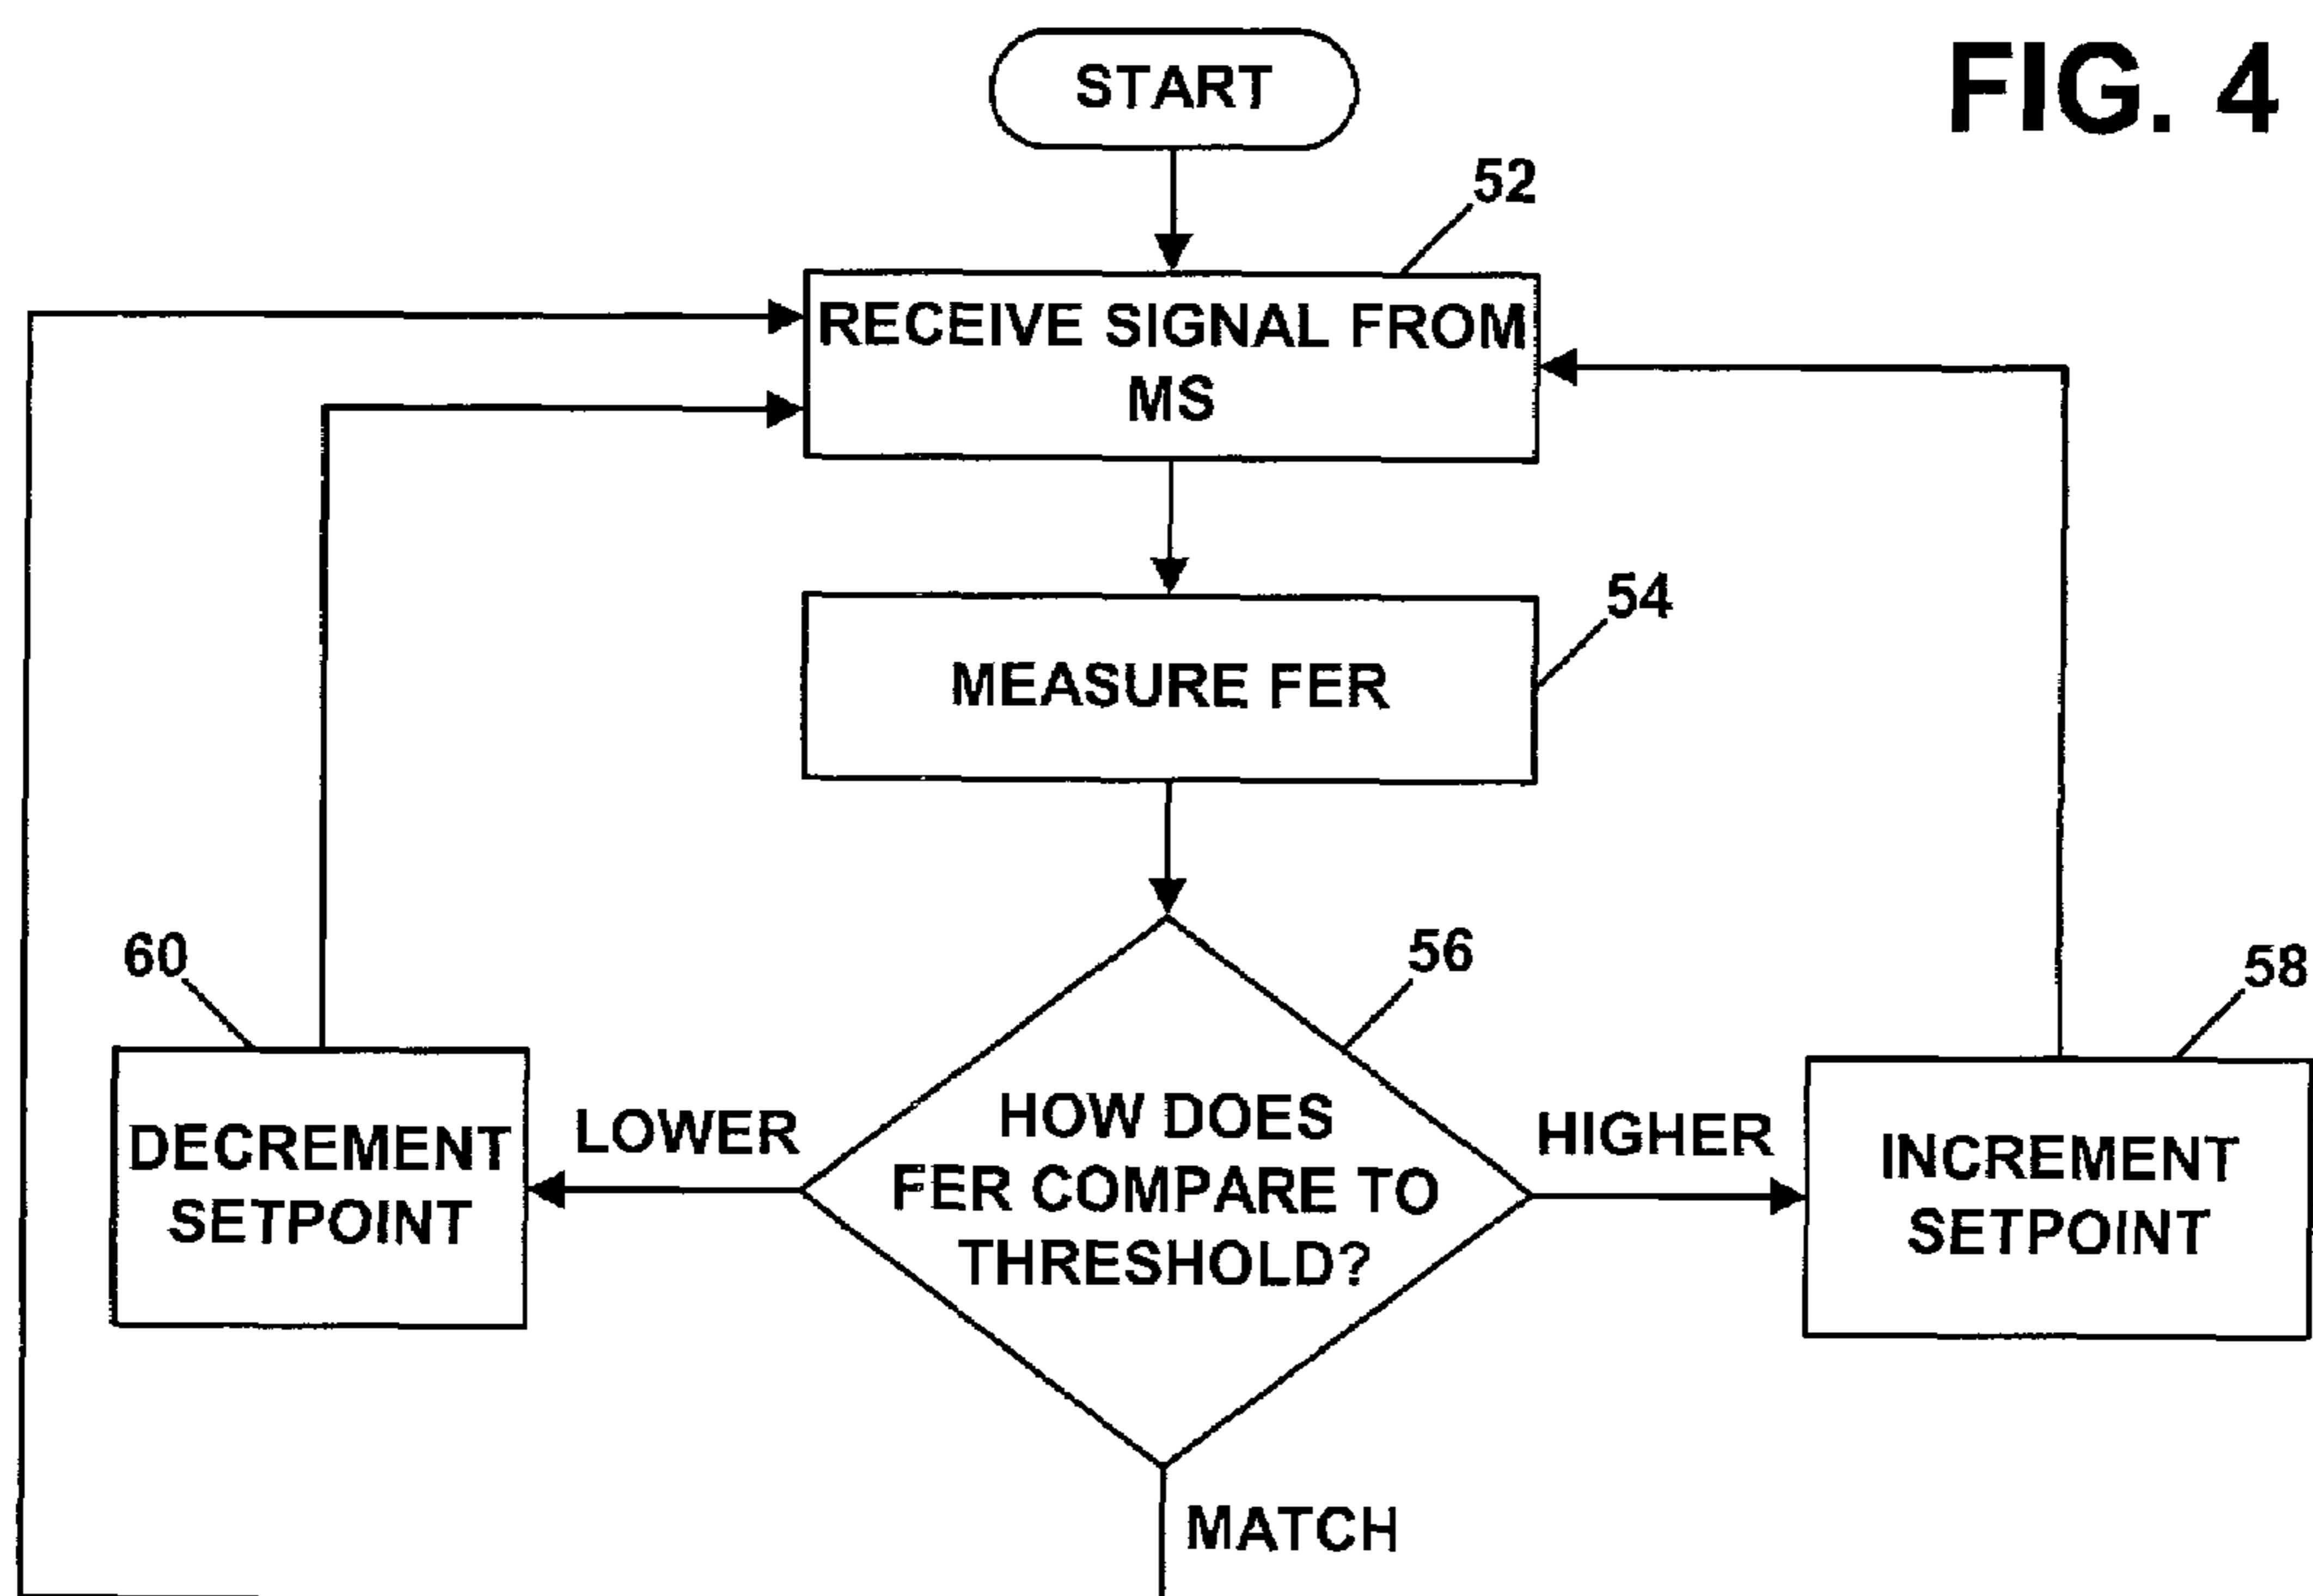 START
FIG. 4
52
RECEIVE SIGNAL FROM
MS
54
MEASURE FER
60
56
58
DECREMENT
SETPOINT
LOWER
HOW DOES
FER COMPARE TO
THRESHOLD?
HIGHER
INCREMENT
SETPOINT
MATCH